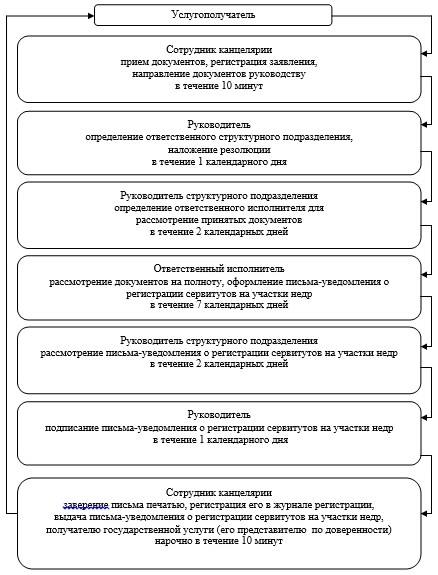 Услугополучатель
Сотрудник канцелярии
прием документов, регистрация заявления,
направление документов руководству
в течение 10 минут
Руководитель
определение ответственного структурного подразделения,
наложение резолюции
в течение 1 календарного дня
Руководитель структурного подразделения
определение ответственного исполнителя для
рассмотрение принятых документов
в течение 2 календарных дней
Ответственный исполнитель
рассмотрение документов на полноту, оформление письма-уведомления о
регистрации сервитутов на участки недр
в течение 7 календарных дней
Руководитель структурного подразделения
рассмотрение письма-уведомления о регистрации сервитутов на участки недр
в течение 2 календарных дней
Руководитель
подписание письма-уведомления о регистрации сервитутов на участки недр
в течение 1 календарного дня
Сотрудник канцелярии
заверение письма печатью, регистрация его в журнале регистрации,
выдача письма-уведомления о регистрации сервитутов на участки недр,
получателю государственной услуги (его представителю по доверенности)
нарочно в течение 10 минут